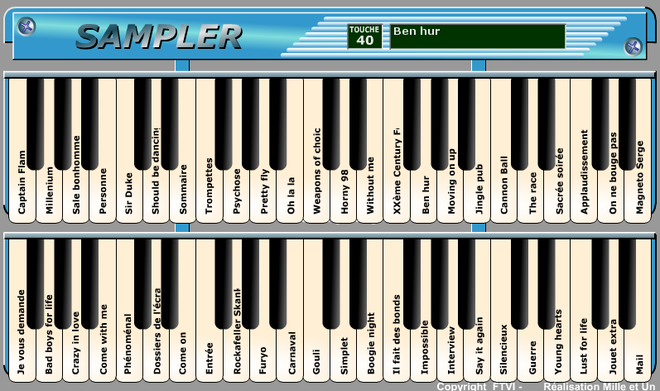 SAMPLER
TOUCHE
40
Ben hur
Captain Flam
Millenium
Sale bonhomme
Personne
Sir Duke
Should be dancing
Sommaire
Trompettes
Psychose
Pretty fly
Oh la la
Weapons of choic
Horny 98
Without me
XXème Century F
Ben hur
Moving on up
Jingle pub
Cannon Ball
The race
Sacrée soirée
Applaudissement
On ne bouge pas
Magneto Serge
Je vous demande
Bad boys for life
Crazy in love
Come with me
Phénoménal
Dossiers de l'écra
Come on
Entrée
Rockafeller Skank
Furyo
Carnaval
Gouli
Simplet
Boogie night
Il fait des bonds
Impossible
Interview
Say it again
Silencieux
Guerre
Young hearts
Lust for life
Jouet extra
Mail
Copyright FTVI - Réalisation Mille et Un